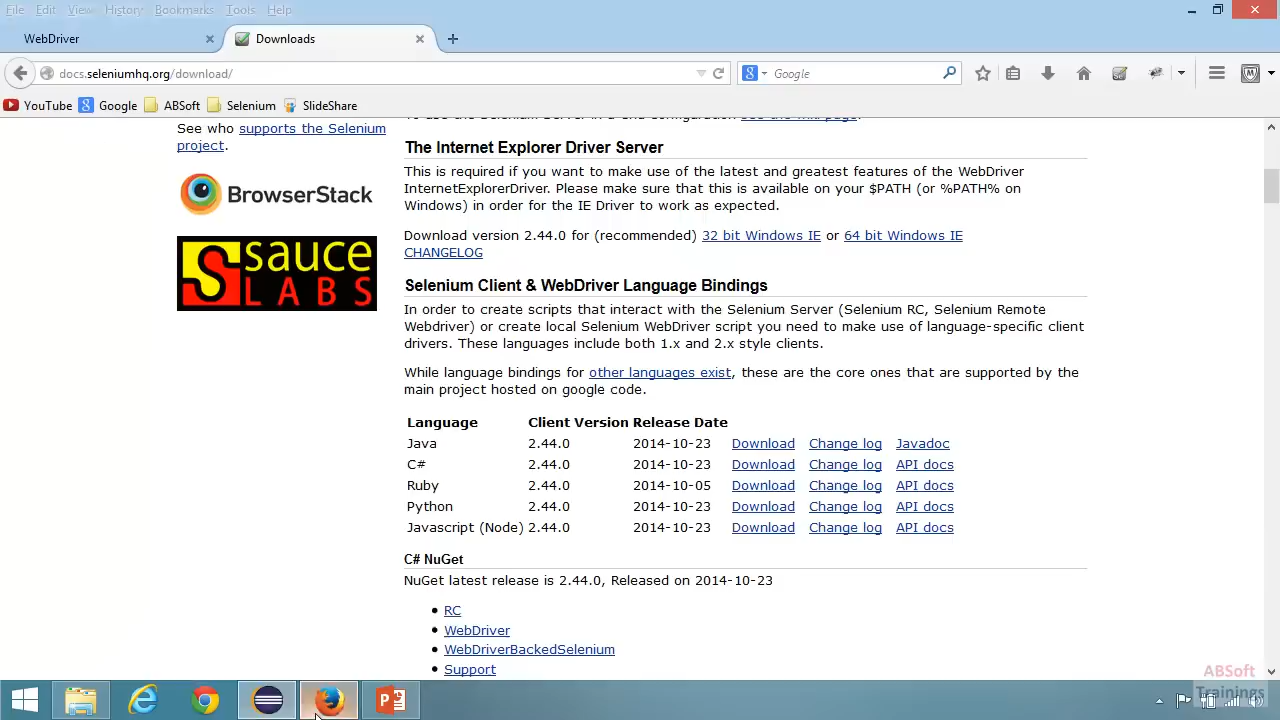 File Edit View History Bookmarks Tools Help
WebDriver
Downloads
docs.seleniumhq.org/download/
Google
YouTube Google ABSoft Selenium SlideShare
See who supports the Selenium
project.
BrowserStack
sauce
LABS
The Internet Explorer Driver Server
This is required if you want to make use of the latest and greatest features of the WebDriver
InternetExplorerDriver. Please make sure that this is available on your $PATH (or %PATH% on
Windows) in order for the IE Driver to work as expected.
Download version 2.44.0 for (recommended) 32 bit Windows IE or 64 bit Windows IE
CHANGELOG
Selenium Client & WebDriver Language Bindings
In order to create scripts that interact with the Selenium Server (Selenium RC, Selenium Remote
Webdriver) or create local Selenium WebDriver script you need to make use of language-specific client
drivers. These languages include both 1.x and 2.x style clients.
While language bindings for other languages exist, these are the core ones that are supported by the
main project hosted on google code.
Language Client Version Release Date
Java 2.44.0 2014-10-23 Download Change log Javadoc
C# 2.44.0 2014-10-23 Download Change log API docs
Ruby 2.44.0 2014-10-05 Download Change log API docs
Python 2.44.0 2014-10-23 Download Change log API docs
Javascript (Node) 2.44.0 2014-10-23 Download Change log API docs
C# NuGet
NuGet latest release is 2.44.0, Released on 2014-10-23
RC
WebDriver
WebDriverBackedSelenium
Support
ABSoft
Trainings